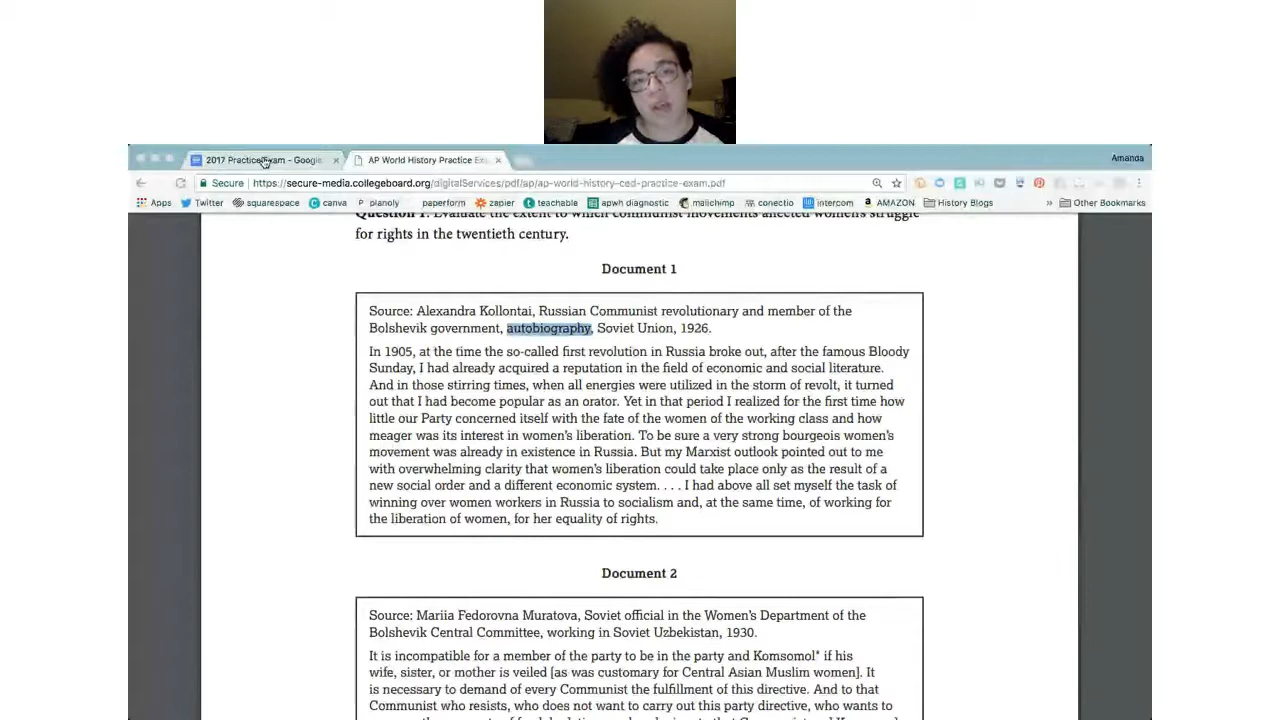 2017 Practice Exam - Google
AP World History Practice Ex
Amanda
Secure https://secure-media.collegeboard.org/digitalServices/pdf/ap/ap-world-history-ced-practice-exam.pdf
Apps Twitter squarespace canva planoly paperform zapier teachable apwh diagnostic mailchimp conectio intercom AMAZON History Blogs » Other Bookmarks
Question 1: Evaluate the extent to which communist movements affected women's struggle
for rights in the twentieth century.
Document 1
Source: Alexandra Kollontai, Russian Communist revolutionary and member of the
Bolshevik government, autobiography, Soviet Union, 1926.
In 1905, at the time the so-called first revolution in Russia broke out, after the famous Bloody
Sunday, I had already acquired a reputation in the field of economic and social literature.
And in those stirring times, when all energies were utilized in the storm of revolt, it turned
out that I had become popular as an orator. Yet in that period I realized for the first time how
little our Party concerned itself with the fate of the women of the working class and how
meager was its interest in women's liberation. To be sure a very strong bourgeois women's
movement was already in existence in Russia. But my Marxist outlook pointed out to me
with overwhelming clarity that women's liberation could take place only as the result of a
new social order and a different economic system. . . . I had above all set myself the task of
winning over women workers in Russia to socialism and, at the same time, of working for
the liberation of women, for her equality of rights.
Document 2
Source: Mariia Fedorovna Muratova, Soviet official in the Women's Department of the
Bolshevik Central Committee, working in Soviet Uzbekistan, 1930.
It is incompatible for a member of the party to be in the party and Komsomol* if his
wife, sister, or mother is veiled [as was customary for Central Asian Muslim women]. It
is necessary to demand of every Communist the fulfillment of this directive. And to that
Communist who resists, who does not want to carry out this party directive, who wants to